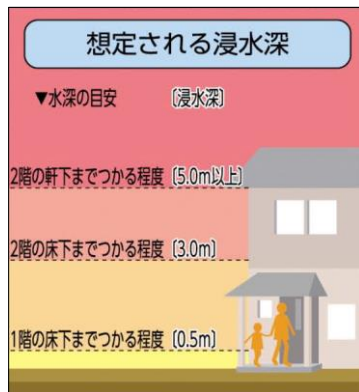 想定される浸水深
▼水深の目安 〔浸水深〕
2階の軒下までつかる程度〔5.0m以上〕
2階の床下までつかる程度〔3.0m〕
1階の床下までつかる程度〔0.5m〕